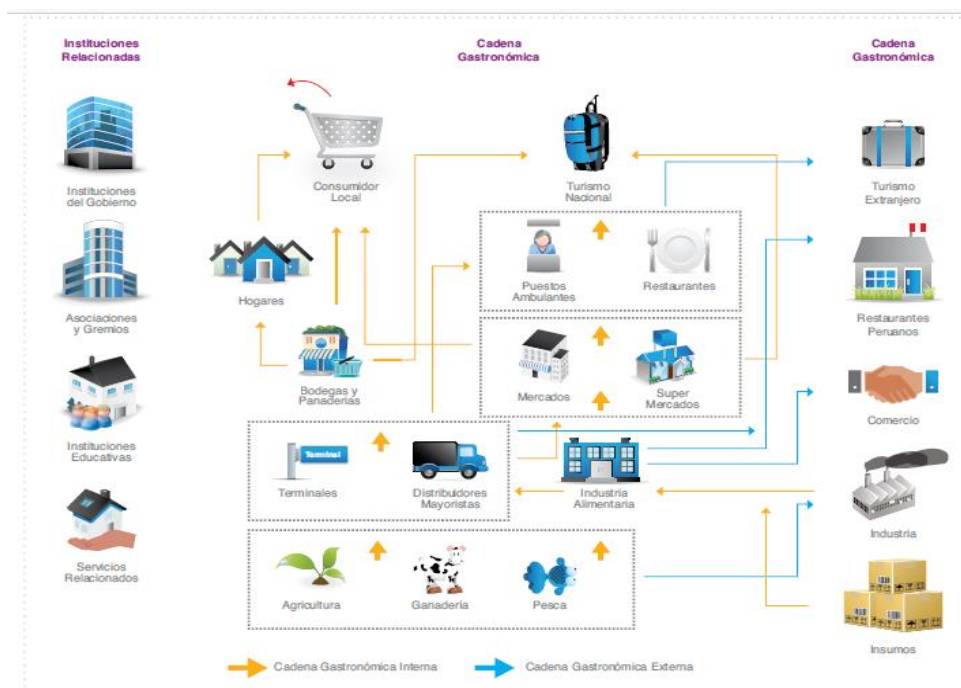 Instituciones
Relacionadas
Cadena
Gastronómica
Cadena
Gastronómica
Instituciones
del Gobierno
Asociaciones
y Gremios
Instituciones
Educativas
Servicios
Relacionados
Consumidor
Local
Turismo
Nacional
Hogares
Puestos
Ambulantes
Restaurantes
Bodegas y
Panaderías
Mercados
Super
Mercados
Terminal
Terminales
Distribuidores
Mayoristas
Industria
Alimentaria
Agricultura
Ganadería
Pesca
Turismo
Extranjero
Restaurantes
Peruanos
Comercio
Industria
Insumos
Cadena Gastronómica Interna
Cadena Gastronómica Externa